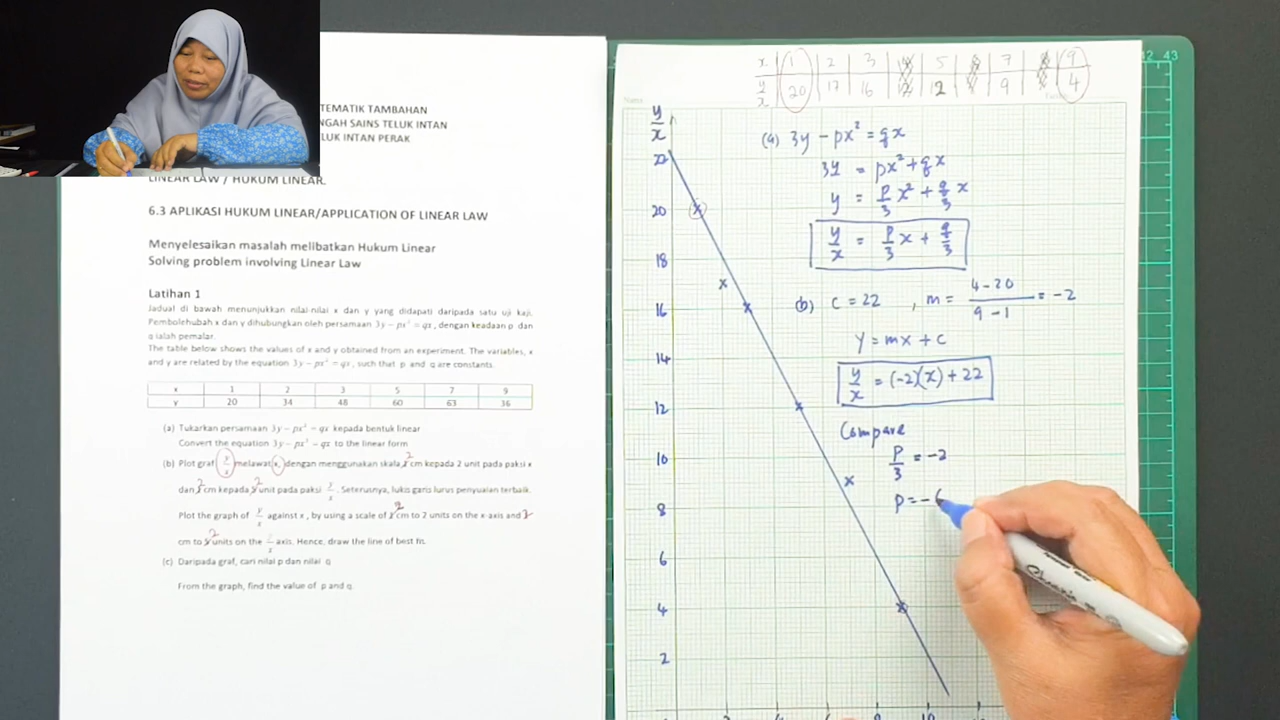 TEMATIK TAMBAHAN
NGAH SAINS TELUK INTAN
LUK INTAN PERAK
LINEAR LAW / HUKUM LINEAR.
6.3 APLIKASI HUKUM LINEAR/APPLICATION OF LINEAR LAW
Menyelesaikan masalah melibatkan Hukum Linear
Solving problem involving Linear Law
Latihan 1
Jadual di bawah menunjukkan nilai-nilai x dan y yang didapati daripada satu uji kaji.
Pembolehubah x dan y dihubungkan oleh persamaan 3y – px² = qx, dengan keadaan p dan
q ialah pemalar.
The table below shows the values of x and y obtained from an experiment. The variables, x
and y are related by the equation 3y – px² = qx, such that p and q are constants.
x 1 2 3 5 7 9
y 20 34 48 60 63 36
(a) Tukarkan persamaan 3y – px² = qx kepada bentuk linear
Convert the equation 3y – px² = qx to the linear form
(b) Plot graf y/x melawat x, dengan menggunakan skala 2 cm kepada 2 unit pada paksi x
dan 2 cm kepada 2 unit pada paksi y/x. Seterusnya, lukis garis lurus penyuaian terbaik.
Plot the graph of y/x against x, by using a scale of 2 cm to 2 units on the x-axis and 2
cm to 2 units on the y/x axis. Hence, draw the line of best fit.
(c) Daripada graf, cari nilai p dan nilai q
From the graph, find the value of p and q
x 1 2 3 5 7 9
y/x 20 17 16 12 9 4
y/x
22
20
18
16
14
12
10
8
6
4
2
(a) 3y - px² = qx
3y = px² + qx
y = p/3 x² + q/3 x
y/x = p/3 x + q/3
(b) c = 22 , m = 4-20/9-1 = -2
Y = mx + c
y/x = (-2)(x) + 22
Compare
p/3 = -2
p = -6
8 10
42 43